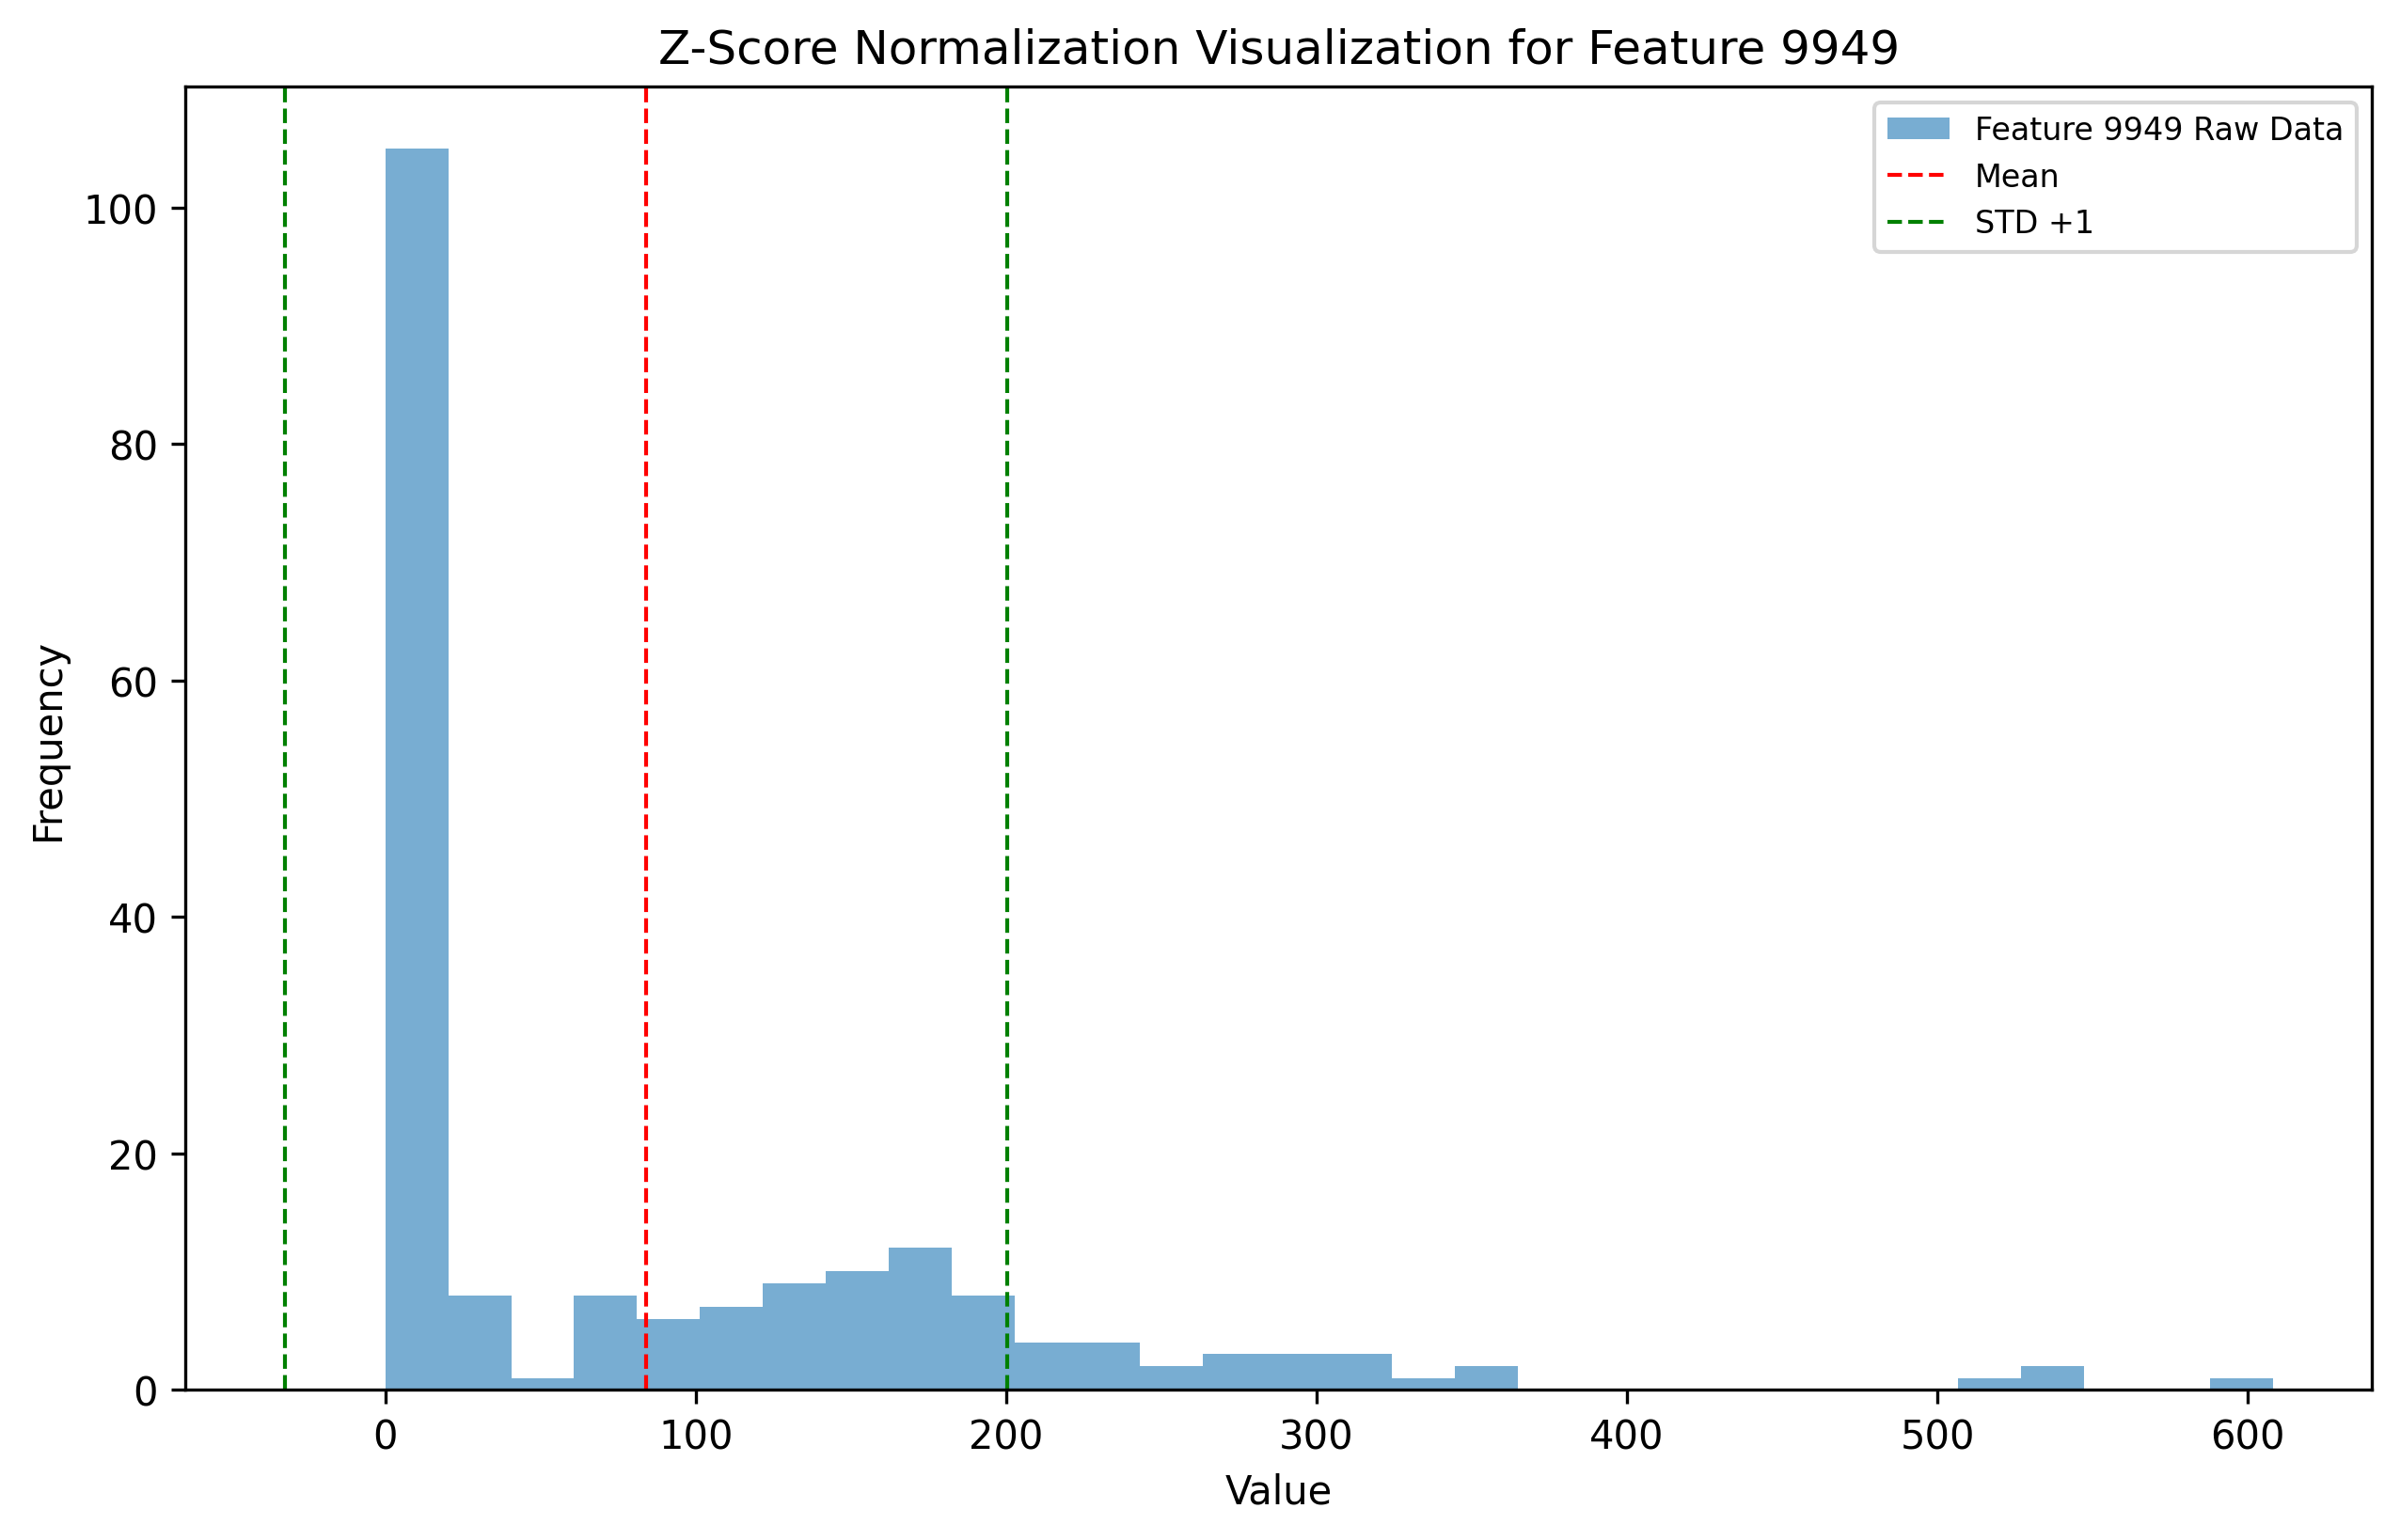 Z-Score Normalization Visualization for Feature 9949
Feature 9949 Raw Data
Mean
STD +1
Frequency
100
80
60
40
20
0
0 100 200 300 400 500 600
Value